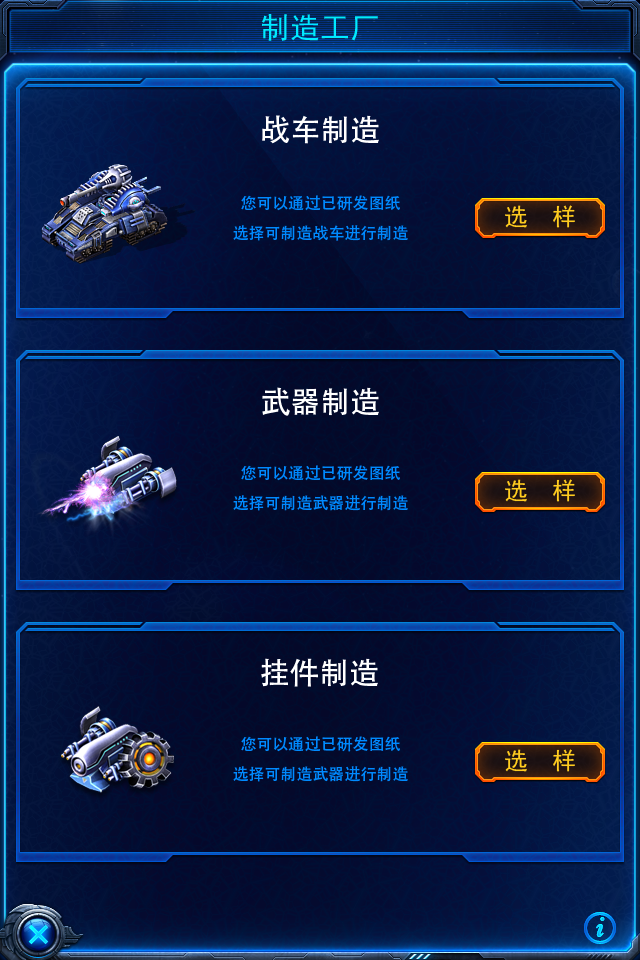 制造工厂
战车制造
您可以通过已研发图纸
选择可制造战车进行制造
选 样
武器制造
您可以通过已研发图纸
选择可制造武器进行制造
选 样
挂件制造
您可以通过已研发图纸
选择可制造武器进行制造
选 样
i